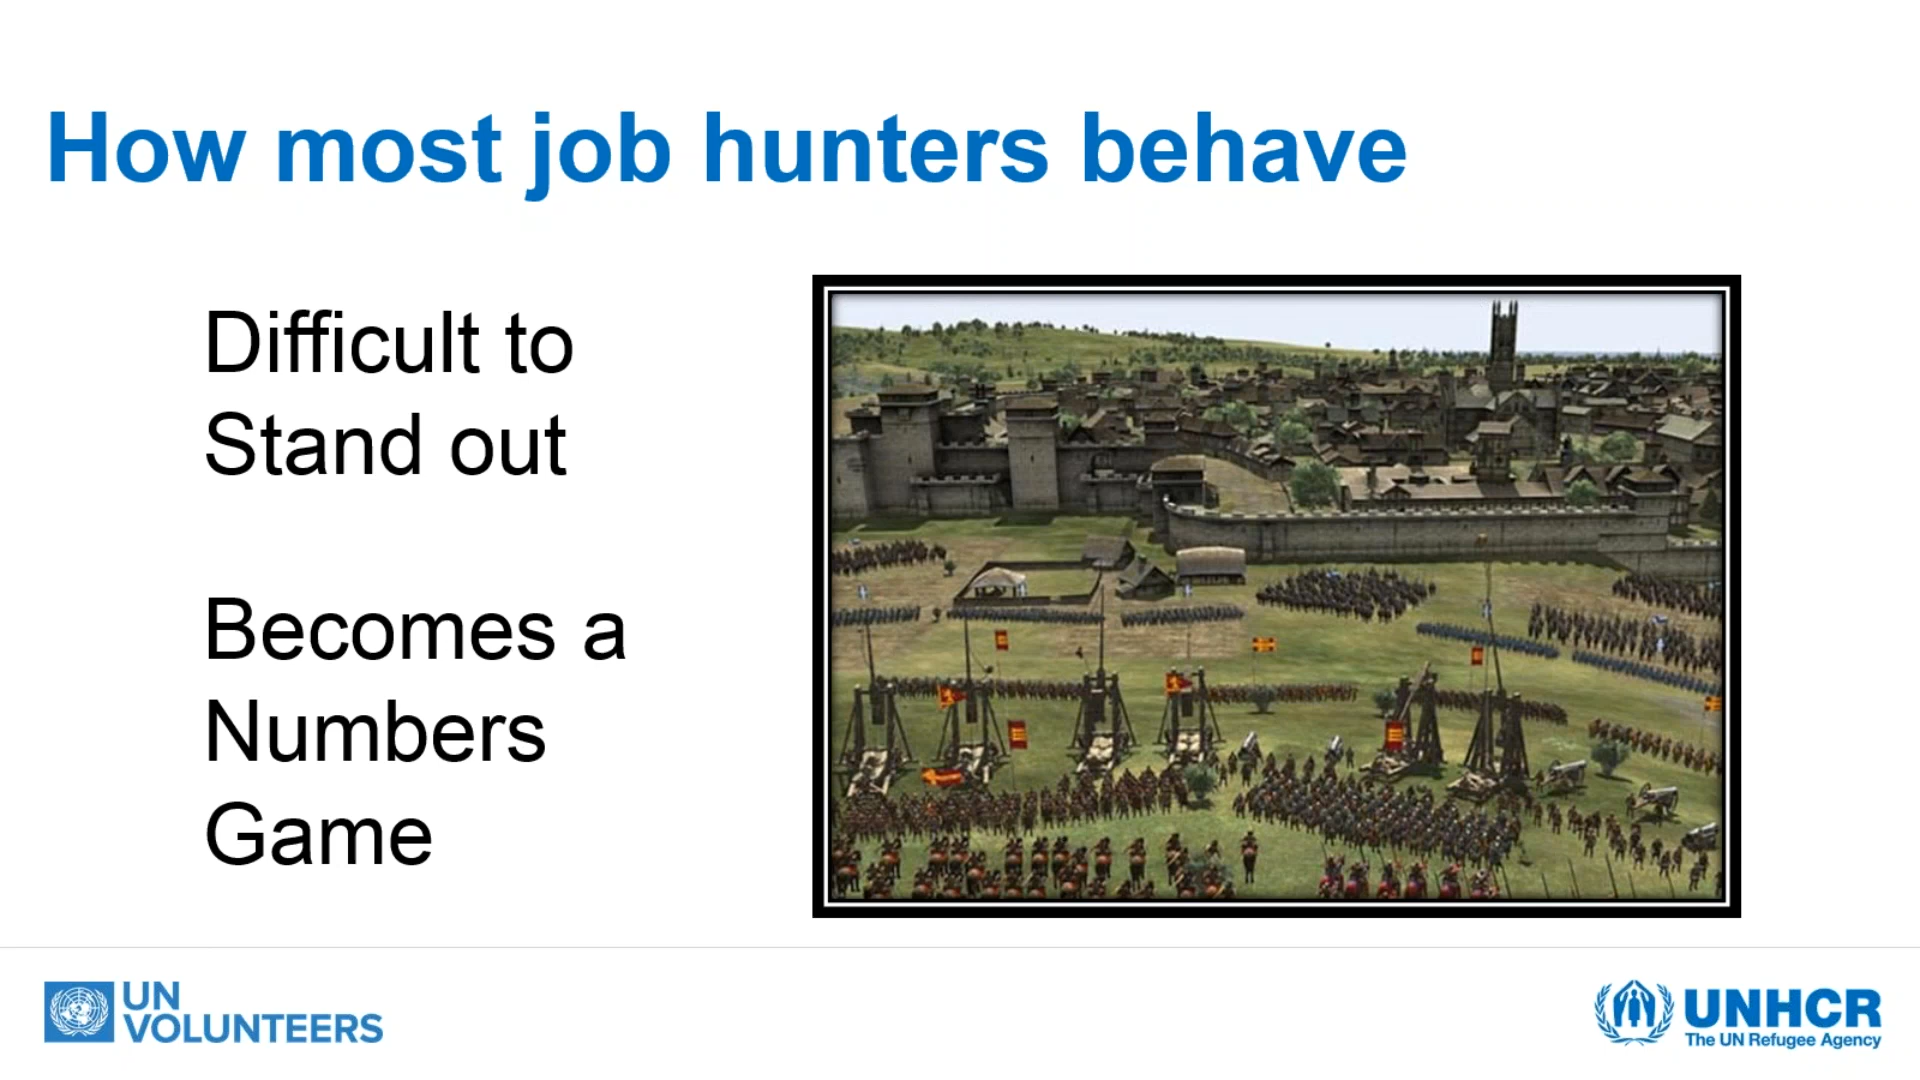 How most job hunters behave
Difficult to
Stand out
Becomes a
Numbers
Game
UN
VOLUNTEERS
UNHCR
The UN Refugee Agency